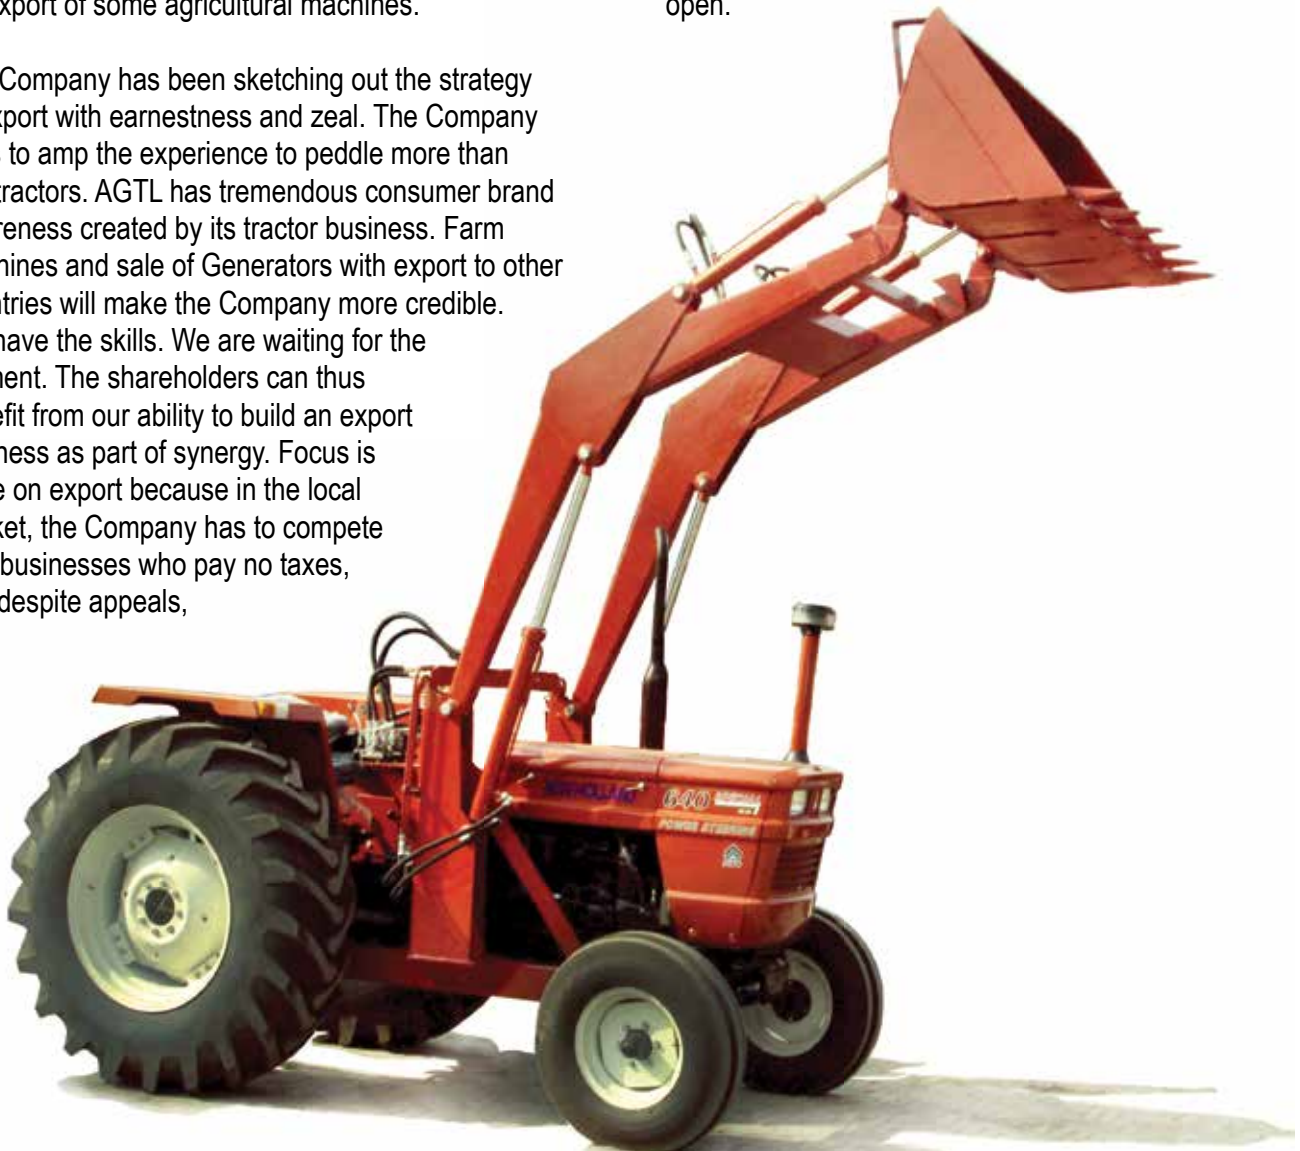 xport of some agricultural machines.
Company has been sketching out the strategy
xport with earnestness and zeal. The Company
s to amp the experience to peddle more than
tractors. AGTL has tremendous consumer brand
reness created by its tractor business. Farm
hines and sale of Generators with export to other
ntries will make the Company more credible.
have the skills. We are waiting for the
nent. The shareholders can thus
efit from our ability to build an export
ness as part of synergy. Focus is
e on export because in the local
ket, the Company has to compete
businesses who pay no taxes,
despite appeals,
open.
640
POWER STEERING